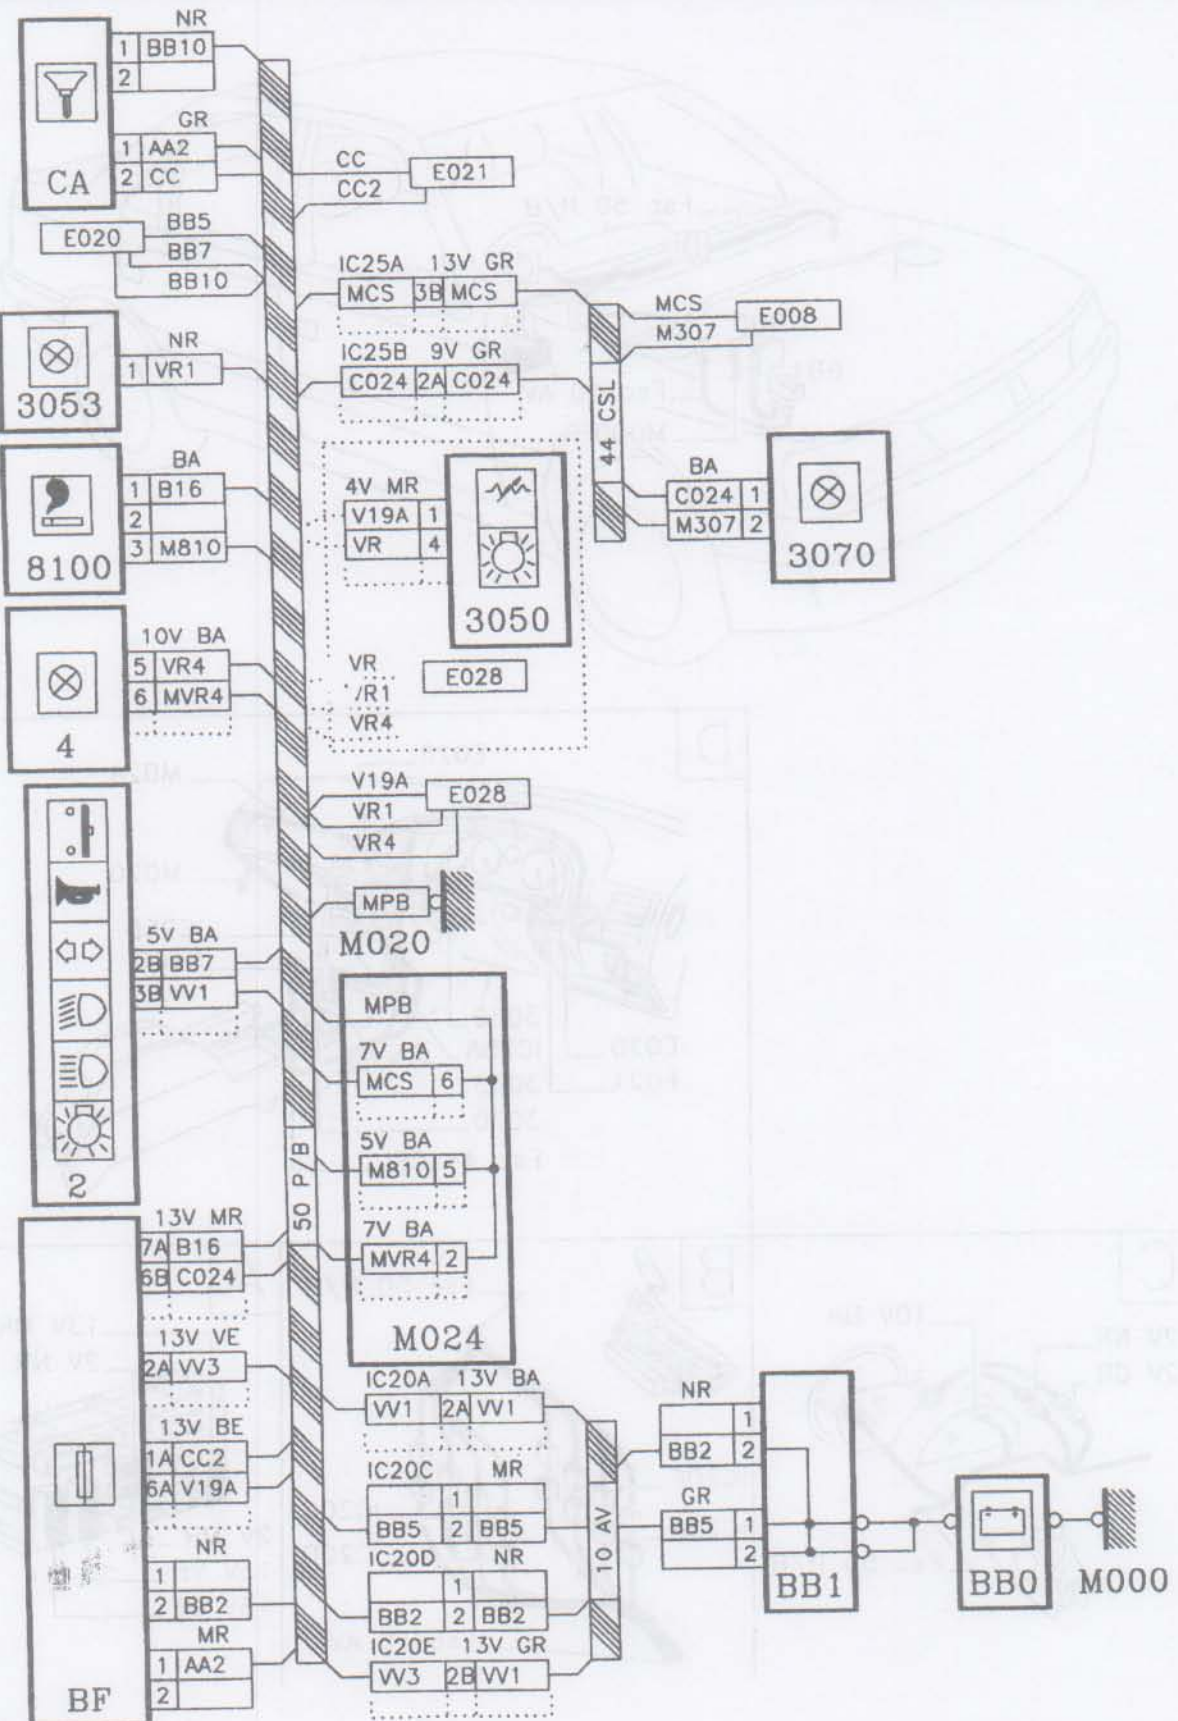 NR
1 BB10
2
GR
1 AA2
2 CC
CA
CC
CC2
E021
E020
BB5
BB7
BB10
IC25A 13V GR
MCS 3B MCS
MCS
M307
E008
NR
1 VR1
3053
IC25B 9V GR
C024 2A C024
44 CSL
BA
1 B16
2
3 M810
8100
4V MR
V19A 1
VR 4
3050
BA
C024 1
M307 2
3070
10V BA
5 VR4
6 MVR4
4
VR
VR4
E028
V19A
VR1
VR4
E028
MPB
M020
5V BA
2B BB7
3B VV1
2
MPB
7V BA
MCS 6
5V BA
M810 5
7V BA
MVR4 2
M024
50 P/B
13V MR
7A B16
6B C024
13V VE
2A VV3
13V BE
1A CC2
6A V19A
NR
1
2 BB2
MR
1 AA2
2
BF
IC20A 13V BA
VV1 2A VV1
IC20C MR
1
BB5 2 BB5
IC20D NR
1
BB2 2 BB2
IC20E 13V GR
VV3 2B VV1
10 AV
NR
1
BB2 2
GR
BB5 1
2
BB1
BB0
M000